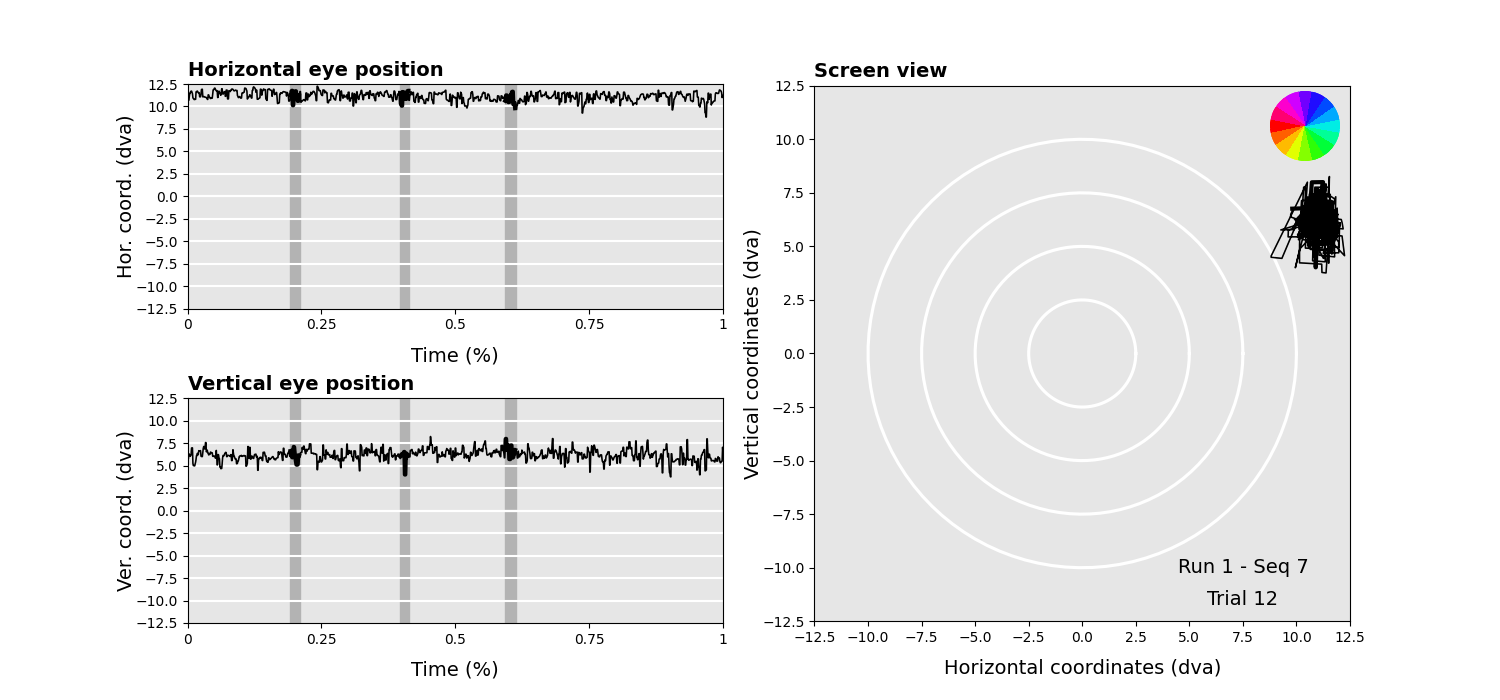 Horizontal eye position
12.5
10.0
7.5
5.0
2.5
0.0
−2.5
−5.0
−7.5
−10.0
−12.5
Hor. coord. (dva)
0 0.25 0.5 0.75 1
Time (%)
Vertical eye position
12.5
10.0
7.5
5.0
2.5
0.0
−2.5
−5.0
−7.5
−10.0
−12.5
Ver. coord. (dva)
0 0.25 0.5 0.75 1
Time (%)
Screen view
12.5
10.0
7.5
5.0
2.5
0.0
−2.5
−5.0
−7.5
−10.0
−12.5
Vertical coordinates (dva)
Run 1 - Seq 7
Trial 12
−12.5 −10.0 −7.5 −5.0 −2.5 0.0 2.5 5.0 7.5 10.0 12.5
Horizontal coordinates (dva)